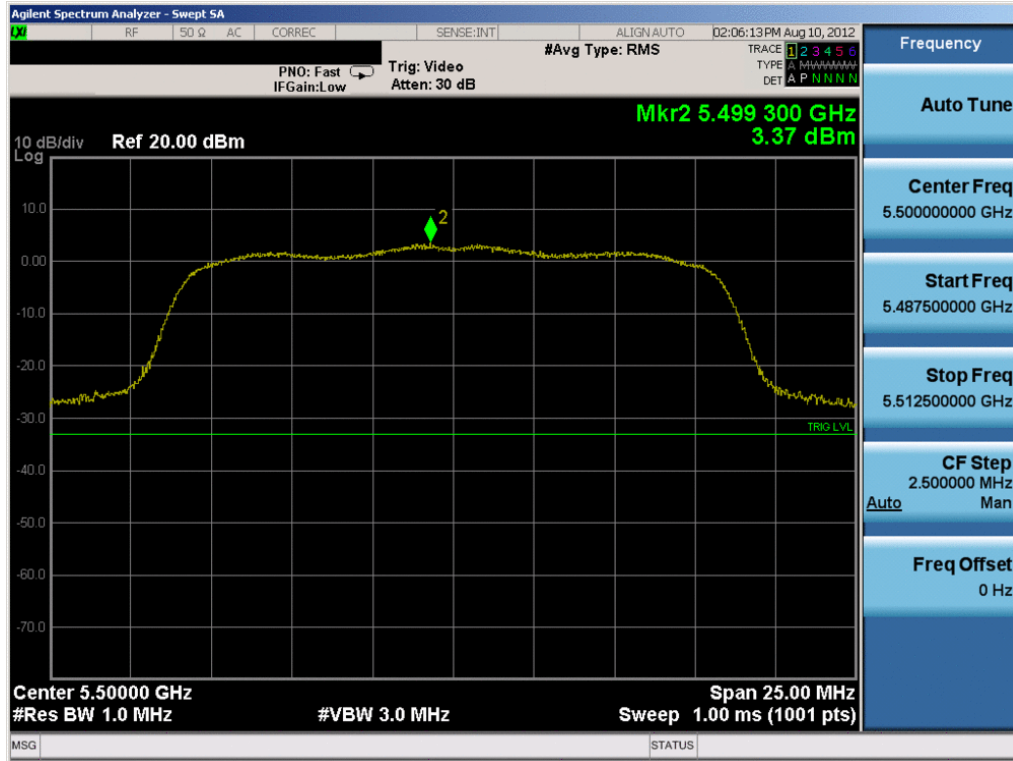 Agilent Spectrum Analyzer - Swept SA
LXI RF 50 Ω AC CORREC SENSE:INT ALIGN AUTO 02:06:13 PM Aug 10, 2012
#Avg Type: RMS TRACE 1 2 3 4 5 6
PNO: Fast Trig: Video TYPE A M W W W W W
IFGain:Low Atten: 30 dB DET A P N N N N
Frequency
Mkr2 5.499 300 GHz
3.37 dBm
10 dB/div Ref 20.00 dBm
Log
10.0
0.00
-10.0
-20.0
-30.0
-40.0
-50.0
-60.0
-70.0
2
TRIG LVL
Center 5.50000 GHz Span 25.00 MHz
#Res BW 1.0 MHz #VBW 3.0 MHz Sweep 1.00 ms (1001 pts)
Auto Tune
Center Freq
5.500000000 GHz
Start Freq
5.487500000 GHz
Stop Freq
5.512500000 GHz
CF Step
2.500000 MHz
Auto Man
Freq Offset
0 Hz
MSG STATUS